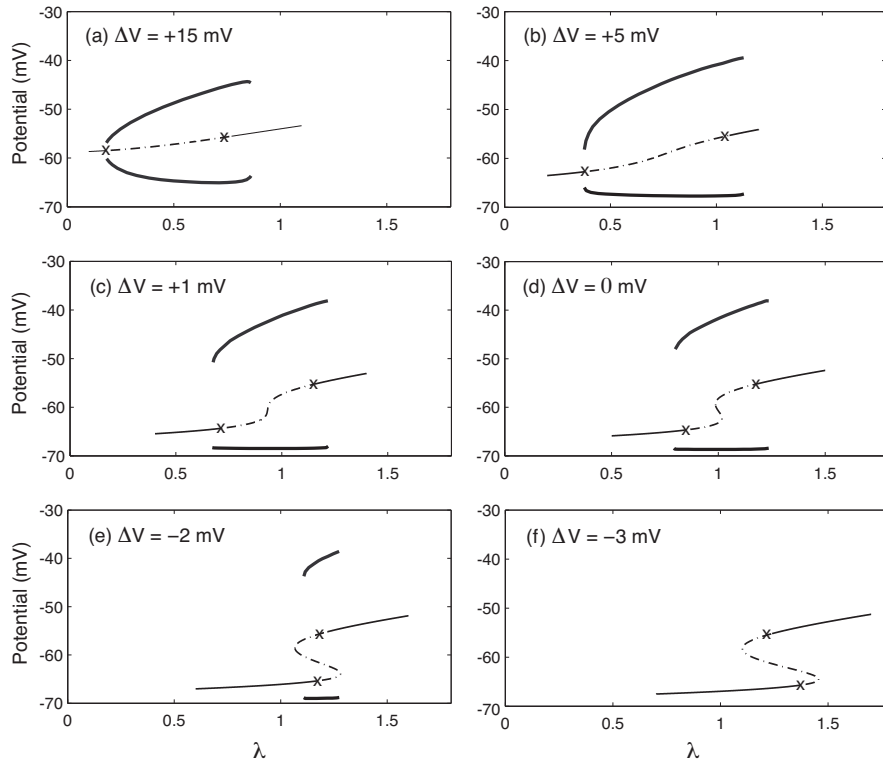 (a) ΔV = +15 mV
(b) ΔV = +5 mV
Potential (mV)
-30
-40
-50
-60
-70
0
0.5
1
1.5
-30
-40
-50
-60
-70
0
0.5
1
1.5
x
x
x
x
(c) ΔV = +1 mV
(d) ΔV = 0 mV
Potential (mV)
-30
-40
-50
-60
-70
0
0.5
1
1.5
-30
-40
-50
-60
-70
0
0.5
1
1.5
x
x
x
x
(e) ΔV = −2 mV
(f) ΔV = −3 mV
Potential (mV)
-30
-40
-50
-60
-70
0
0.5
1
1.5
-30
-40
-50
-60
-70
0
0.5
1
1.5
x
x
x
x
λ
λ